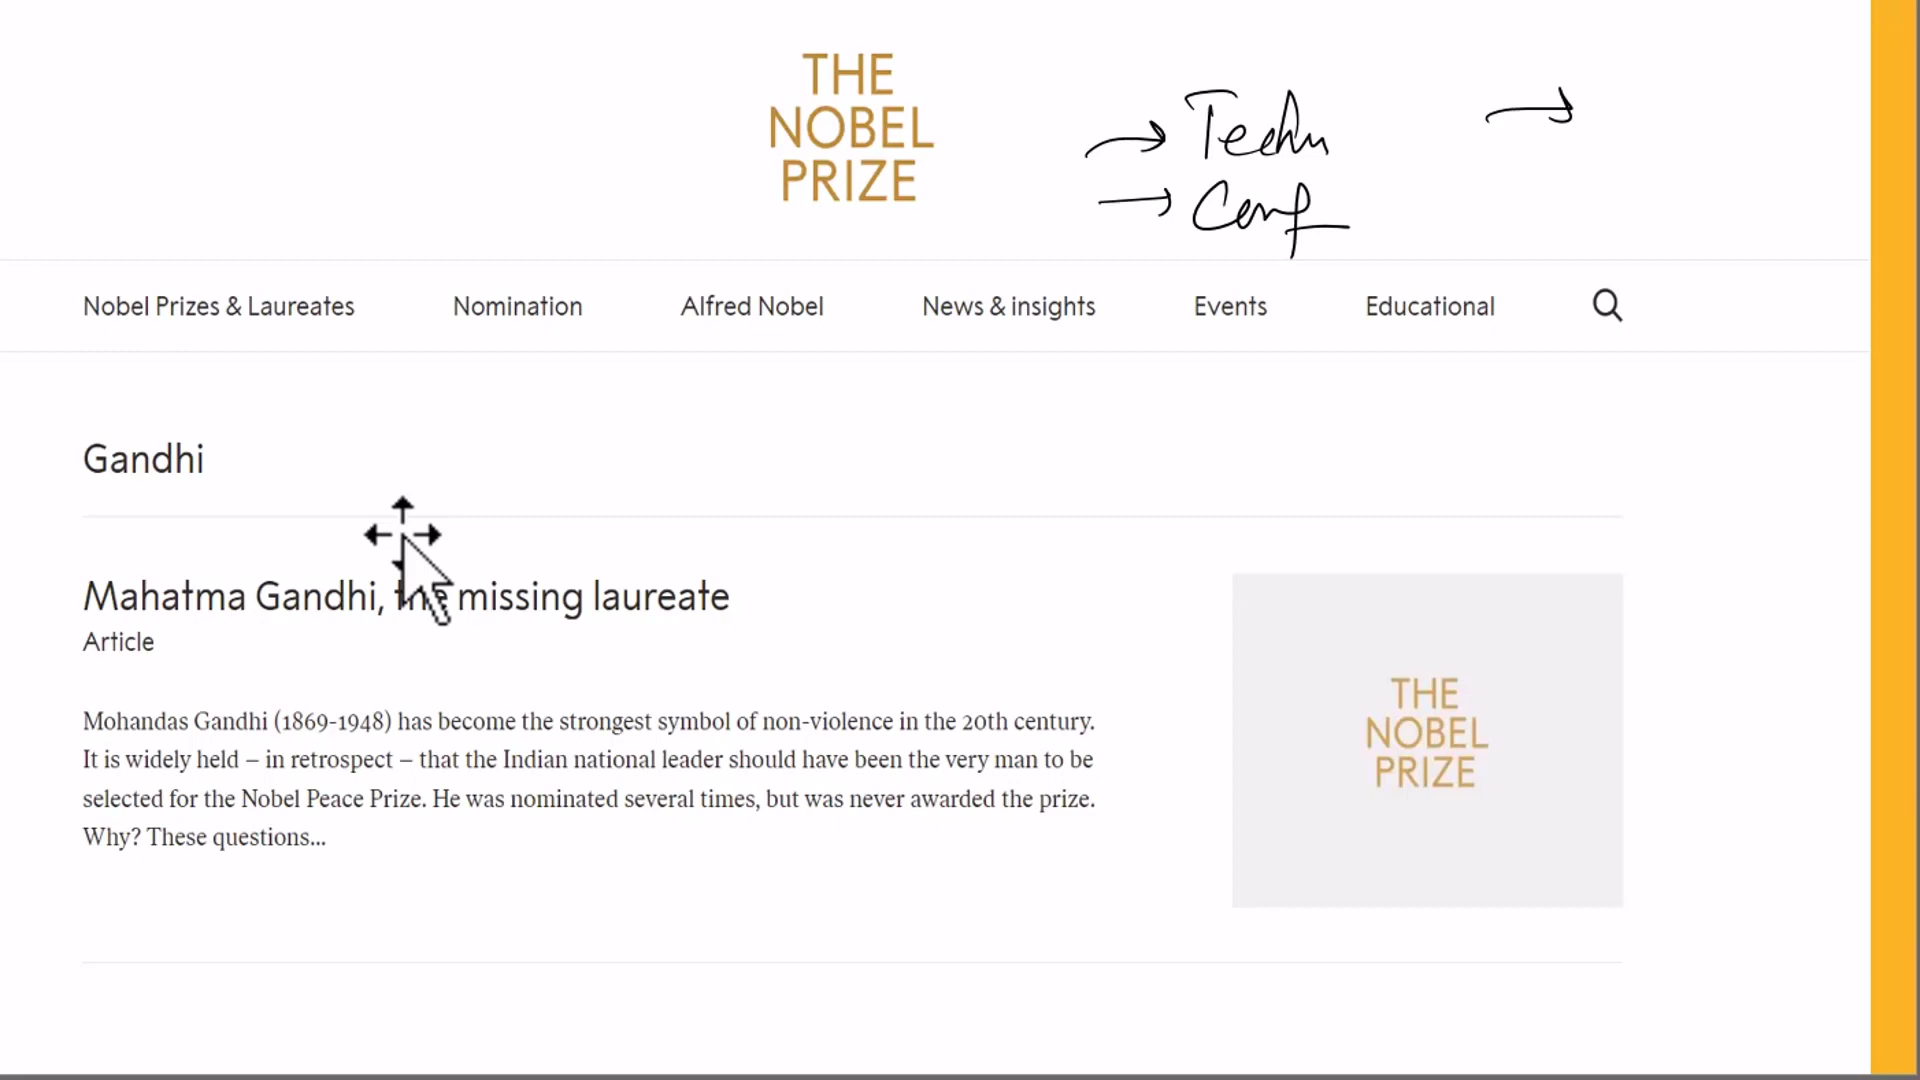 THE
NOBEL
PRIZE
→ Techn
→ Conf
→
Nobel Prizes & Laureates Nomination Alfred Nobel News & insights Events Educational
Gandhi
Mahatma Gandhi, the missing laureate
Article
Mohandas Gandhi (1869-1948) has become the strongest symbol of non-violence in the 20th century.
It is widely held – in retrospect – that the Indian national leader should have been the very man to be
selected for the Nobel Peace Prize. He was nominated several times, but was never awarded the prize.
Why? These questions...
THE
NOBEL
PRIZE